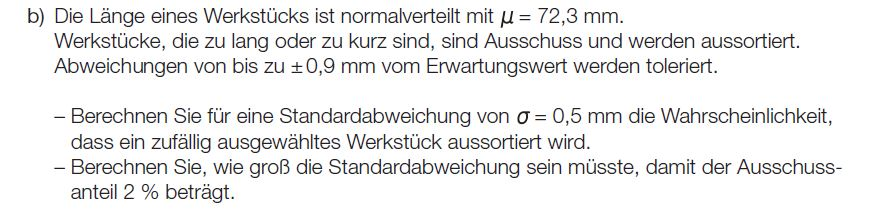 b) Die Länge eines Werkstücks ist normalverteilt mit μ = 72,3 mm.
Werkstücke, die zu lang oder zu kurz sind, sind Ausschuss und werden aussortiert.
Abweichungen von bis zu ±0,9 mm vom Erwartungswert werden toleriert.
– Berechnen Sie für eine Standardabweichung von σ = 0,5 mm die Wahrscheinlichkeit,
dass ein zufällig ausgewähltes Werkstück aussortiert wird.
– Berechnen Sie, wie groß die Standardabweichung sein müsste, damit der Ausschuss-
anteil 2 % beträgt.